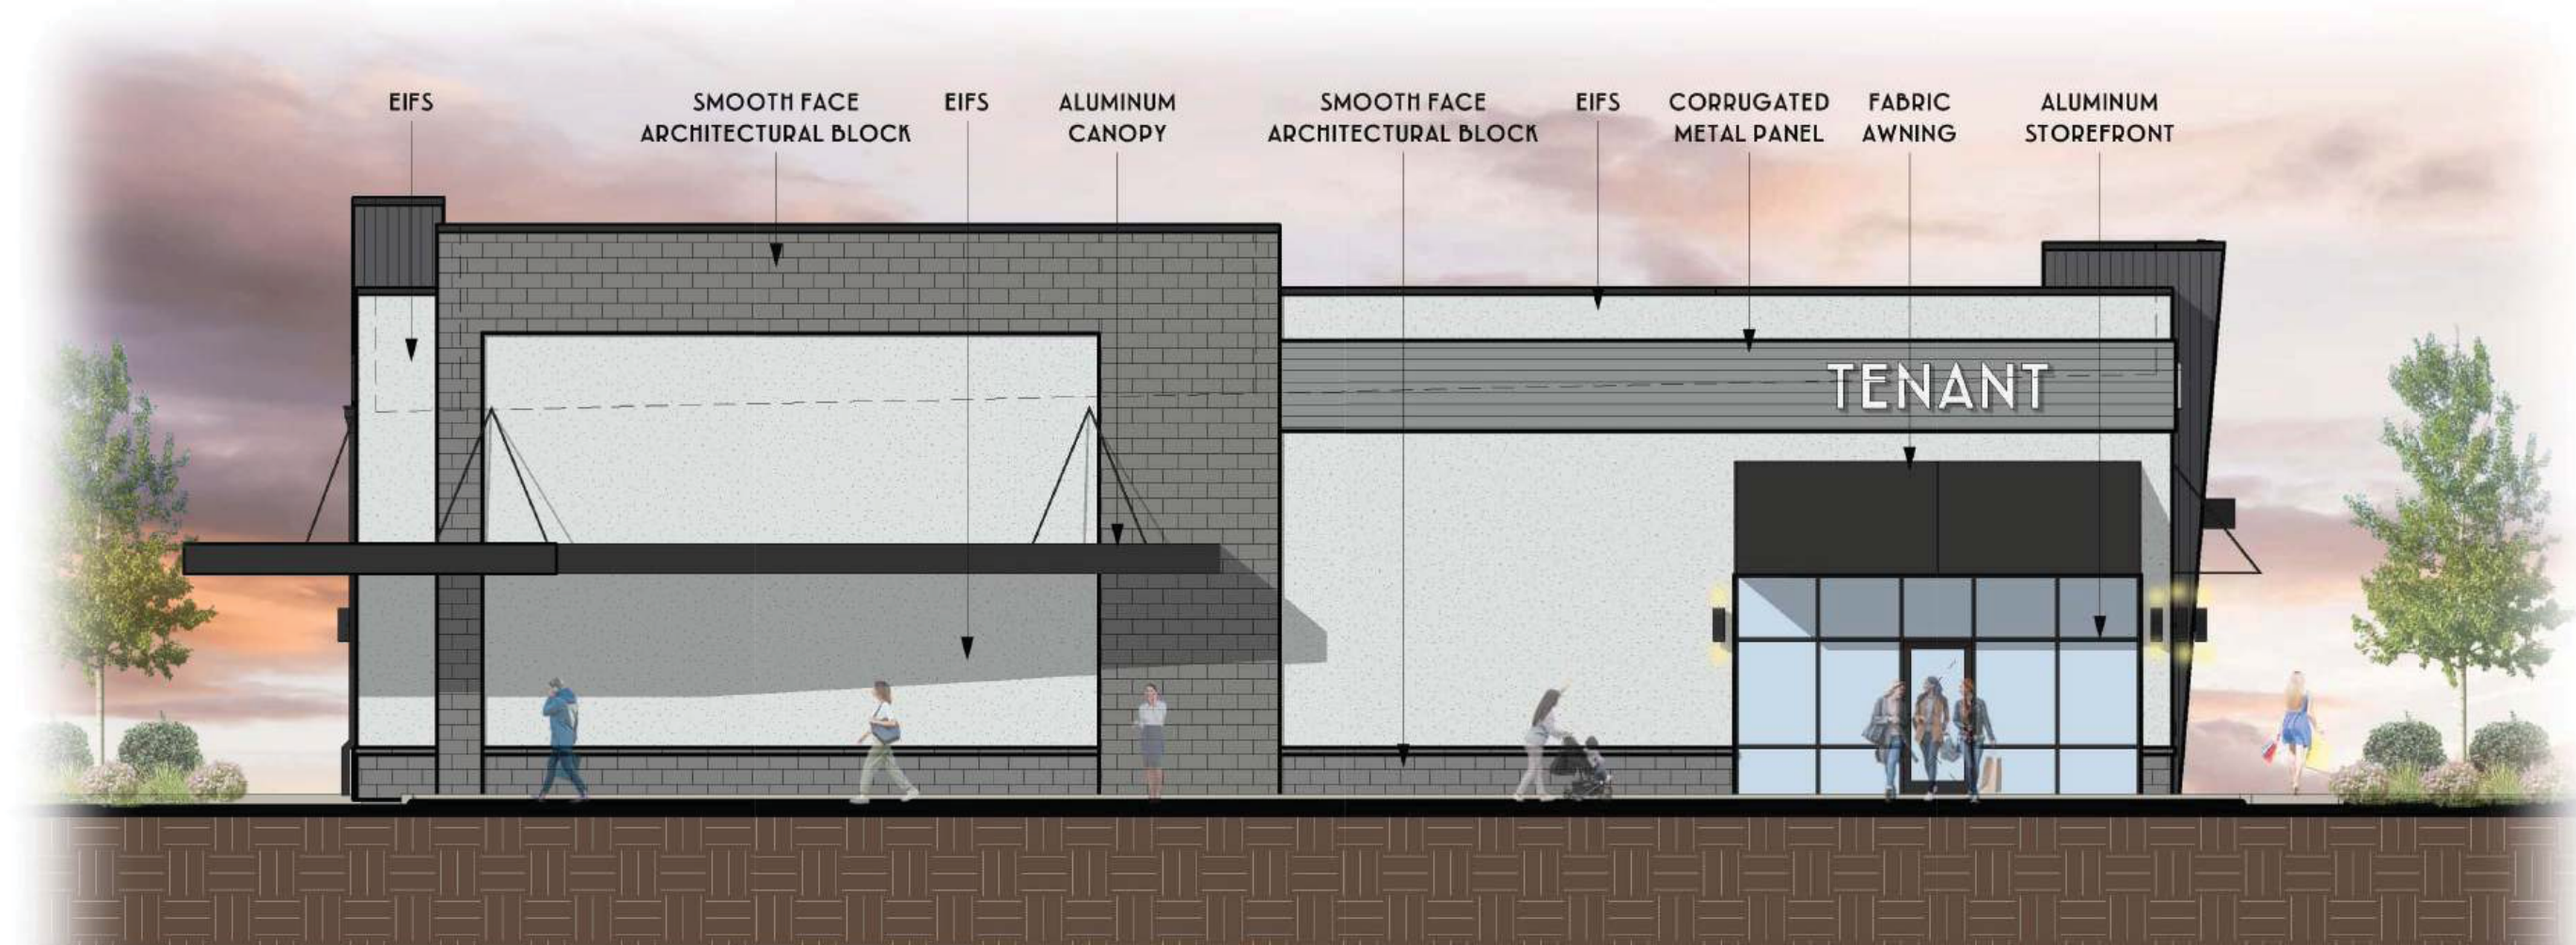 EIFS
SMOOTH FACE
ARCHITECTURAL BLOCK
EIFS
ALUMINUM
CANOPY
SMOOTH FACE
ARCHITECTURAL BLOCK
EIFS
CORRUGATED
METAL PANEL
FABRIC
AWNING
ALUMINUM
STOREFRONT
TENANT